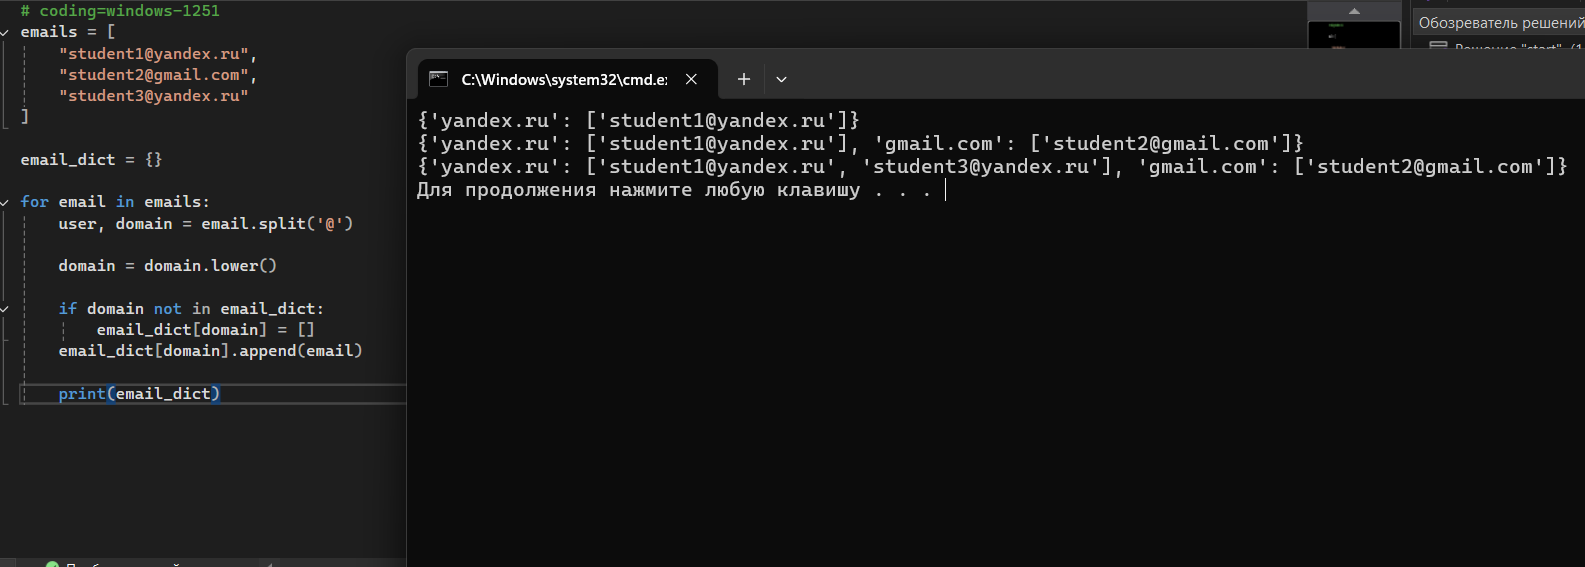 # coding=windows-1251
emails = [
"student1@yandex.ru",
"student2@gmail.com",
"student3@yandex.ru"
]
email_dict = {}
for email in emails:
user, domain = email.split('@')
domain = domain.lower()
if domain not in email_dict:
email_dict[domain] = []
email_dict[domain].append(email)
print(email_dict)
Обозреватель решений
C:\Windows\system32\cmd.e
{'yandex.ru': ['student1@yandex.ru']}
{'yandex.ru': ['student1@yandex.ru'], 'gmail.com': ['student2@gmail.com']}
{'yandex.ru': ['student1@yandex.ru', 'student3@yandex.ru'], 'gmail.com': ['student2@gmail.com']}
Для продолжения нажмите любую клавишу . . .